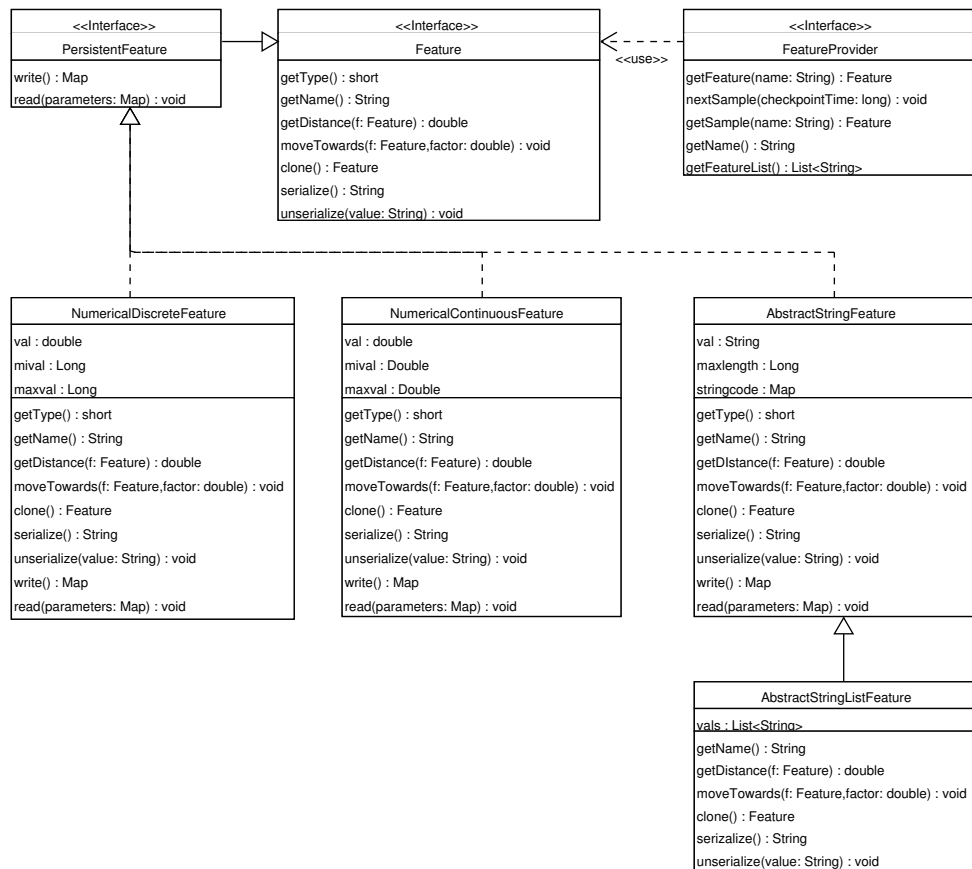 <<Interface>>
PersistentFeature
write() : Map
read(parameters: Map) : void
<<Interface>>
Feature
getType() : short
getName() : String
getDistance(f: Feature) : double
moveTowards(f: Feature,factor: double) : void
clone() : Feature
serialize() : String
unserialize(value: String) : void
<<use>>
<<Interface>>
FeatureProvider
getFeature(name: String) : Feature
nextSample(checkpointTime: long) : void
getSample(name: String) : Feature
getName() : String
getFeatureList() : List<String>
NumericalDiscreteFeature
val : double
mival : Long
maxval : Long
getType() : short
getName() : String
getDistance(f: Feature) : double
moveTowards(f: Feature,factor: double) : void
clone() : Feature
serialize() : String
unserialize(value: String) : void
write() : Map
read(parameters: Map) : void
NumericalContinuousFeature
val : double
mival : Double
maxval : Double
getType() : short
getName() : String
getDistance(f: Feature) : double
moveTowards(f: Feature,factor: double) : void
clone() : Feature
serialize() : String
unserialize(value: String) : void
write() : Map
read(parameters: Map) : void
AbstractStringFeature
val : String
maxlength : Long
stringcode : Map
getType() : short
getName() : String
getDIstance(f: Feature) : double
moveTowards(f: Feature,factor: double) : void
clone() : Feature
serialize() : String
unserialize(value: String) : void
write() : Map
read(parameters: Map) : void
AbstractStringListFeature
vals : List<String>
getName() : String
getDistance(f: Feature) : double
moveTowards(f: Feature,factor: double) : void
clone() : Feature
serizalize() : String
unserialize(value: String) : void